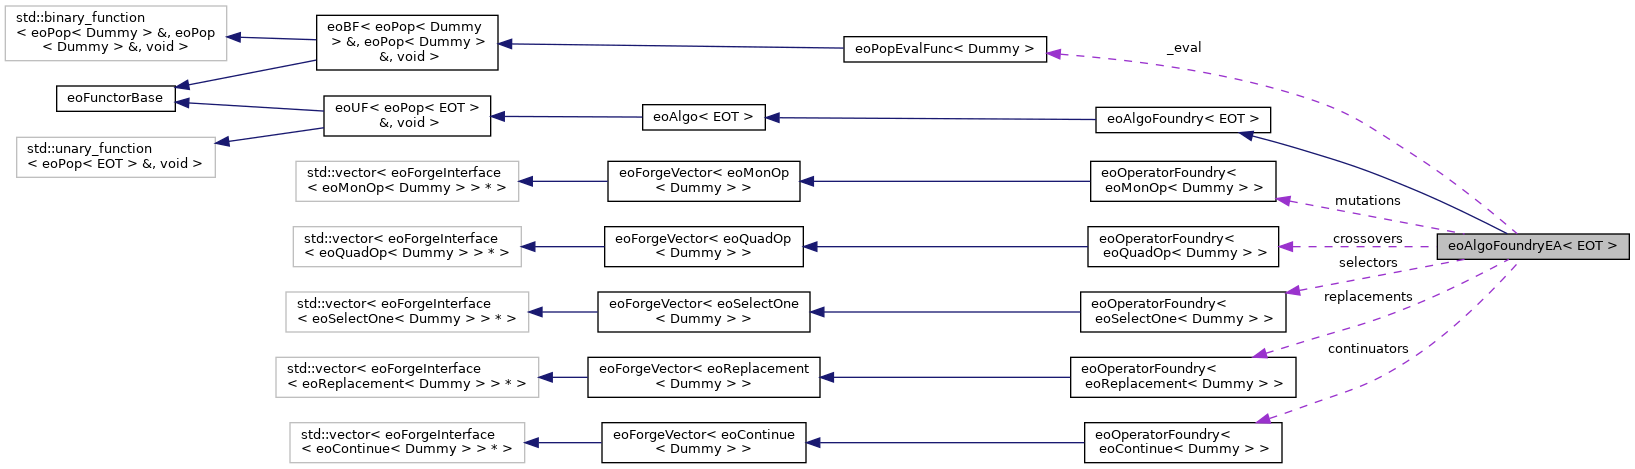 std::binary_function
< eoPop< Dummy > &, eoPop
< Dummy > &, void >
eoBF< eoPop< Dummy
> &, eoPop< Dummy >
&, void >
eoPopEvalFunc< Dummy >
_eval
eoFunctorBase
eoUF< eoPop< EOT >
&, void >
eoAlgo< EOT >
eoAlgoFoundry< EOT >
std::unary_function
< eoPop< EOT > &, void >
std::vector< eoForgeInterface
< eoMonOp< Dummy > > * >
eoForgeVector< eoMonOp
< Dummy > >
eoOperatorFoundry<
eoMonOp< Dummy > >
mutations
std::vector< eoForgeInterface
< eoQuadOp< Dummy > > * >
eoForgeVector< eoQuadOp
< Dummy > >
eoOperatorFoundry<
eoQuadOp< Dummy > >
crossovers
eoAlgoFoundryEA< EOT >
selectors
std::vector< eoForgeInterface
< eoSelectOne< Dummy > > * >
eoForgeVector< eoSelectOne
< Dummy > >
eoOperatorFoundry<
eoSelectOne< Dummy > >
replacements
std::vector< eoForgeInterface
< eoReplacement< Dummy > > * >
eoForgeVector< eoReplacement
< Dummy > >
eoOperatorFoundry<
eoReplacement< Dummy > >
continuators
std::vector< eoForgeInterface
< eoContinue< Dummy > > * >
eoForgeVector< eoContinue
< Dummy > >
eoOperatorFoundry<
eoContinue< Dummy > >